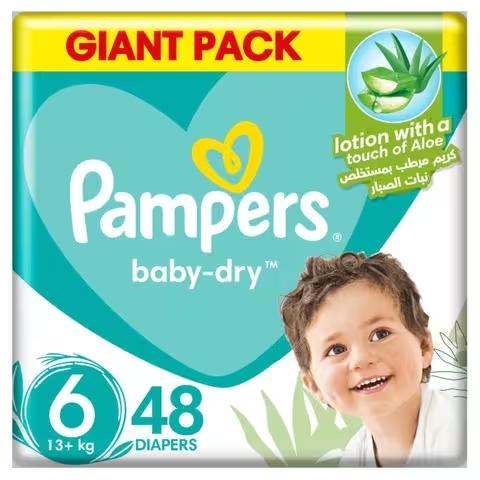 GIANT PACK
lotion with a
touch of Aloe
كريم مرطب بمستخلص
نبات الصبار
Pampers®
baby-dry™
6
13+ kg
48
DIAPERS